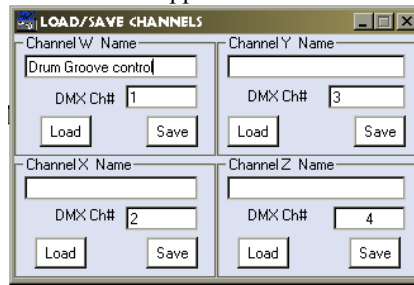 LOAD/SAVE CHANNELS
Channel W Name
Drum Groove control
DMX Ch# 1
Load Save
Channel Y Name
DMX Ch# 3
Load Save
Channel X Name
DMX Ch# 2
Load Save
Channel Z Name
DMX Ch# 4
Load Save